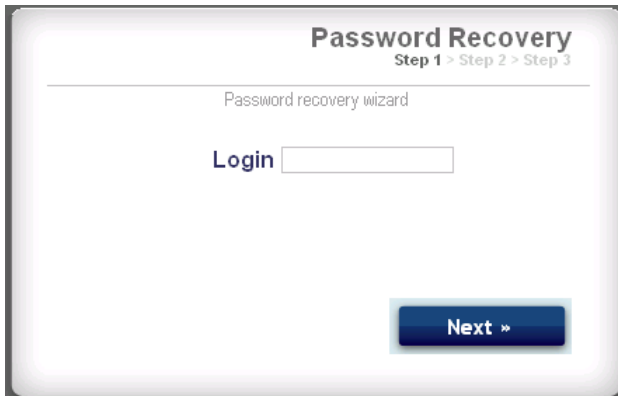 Password Recovery
Step 1 > Step 2 > Step 3
Password recovery wizard
Login
Next »